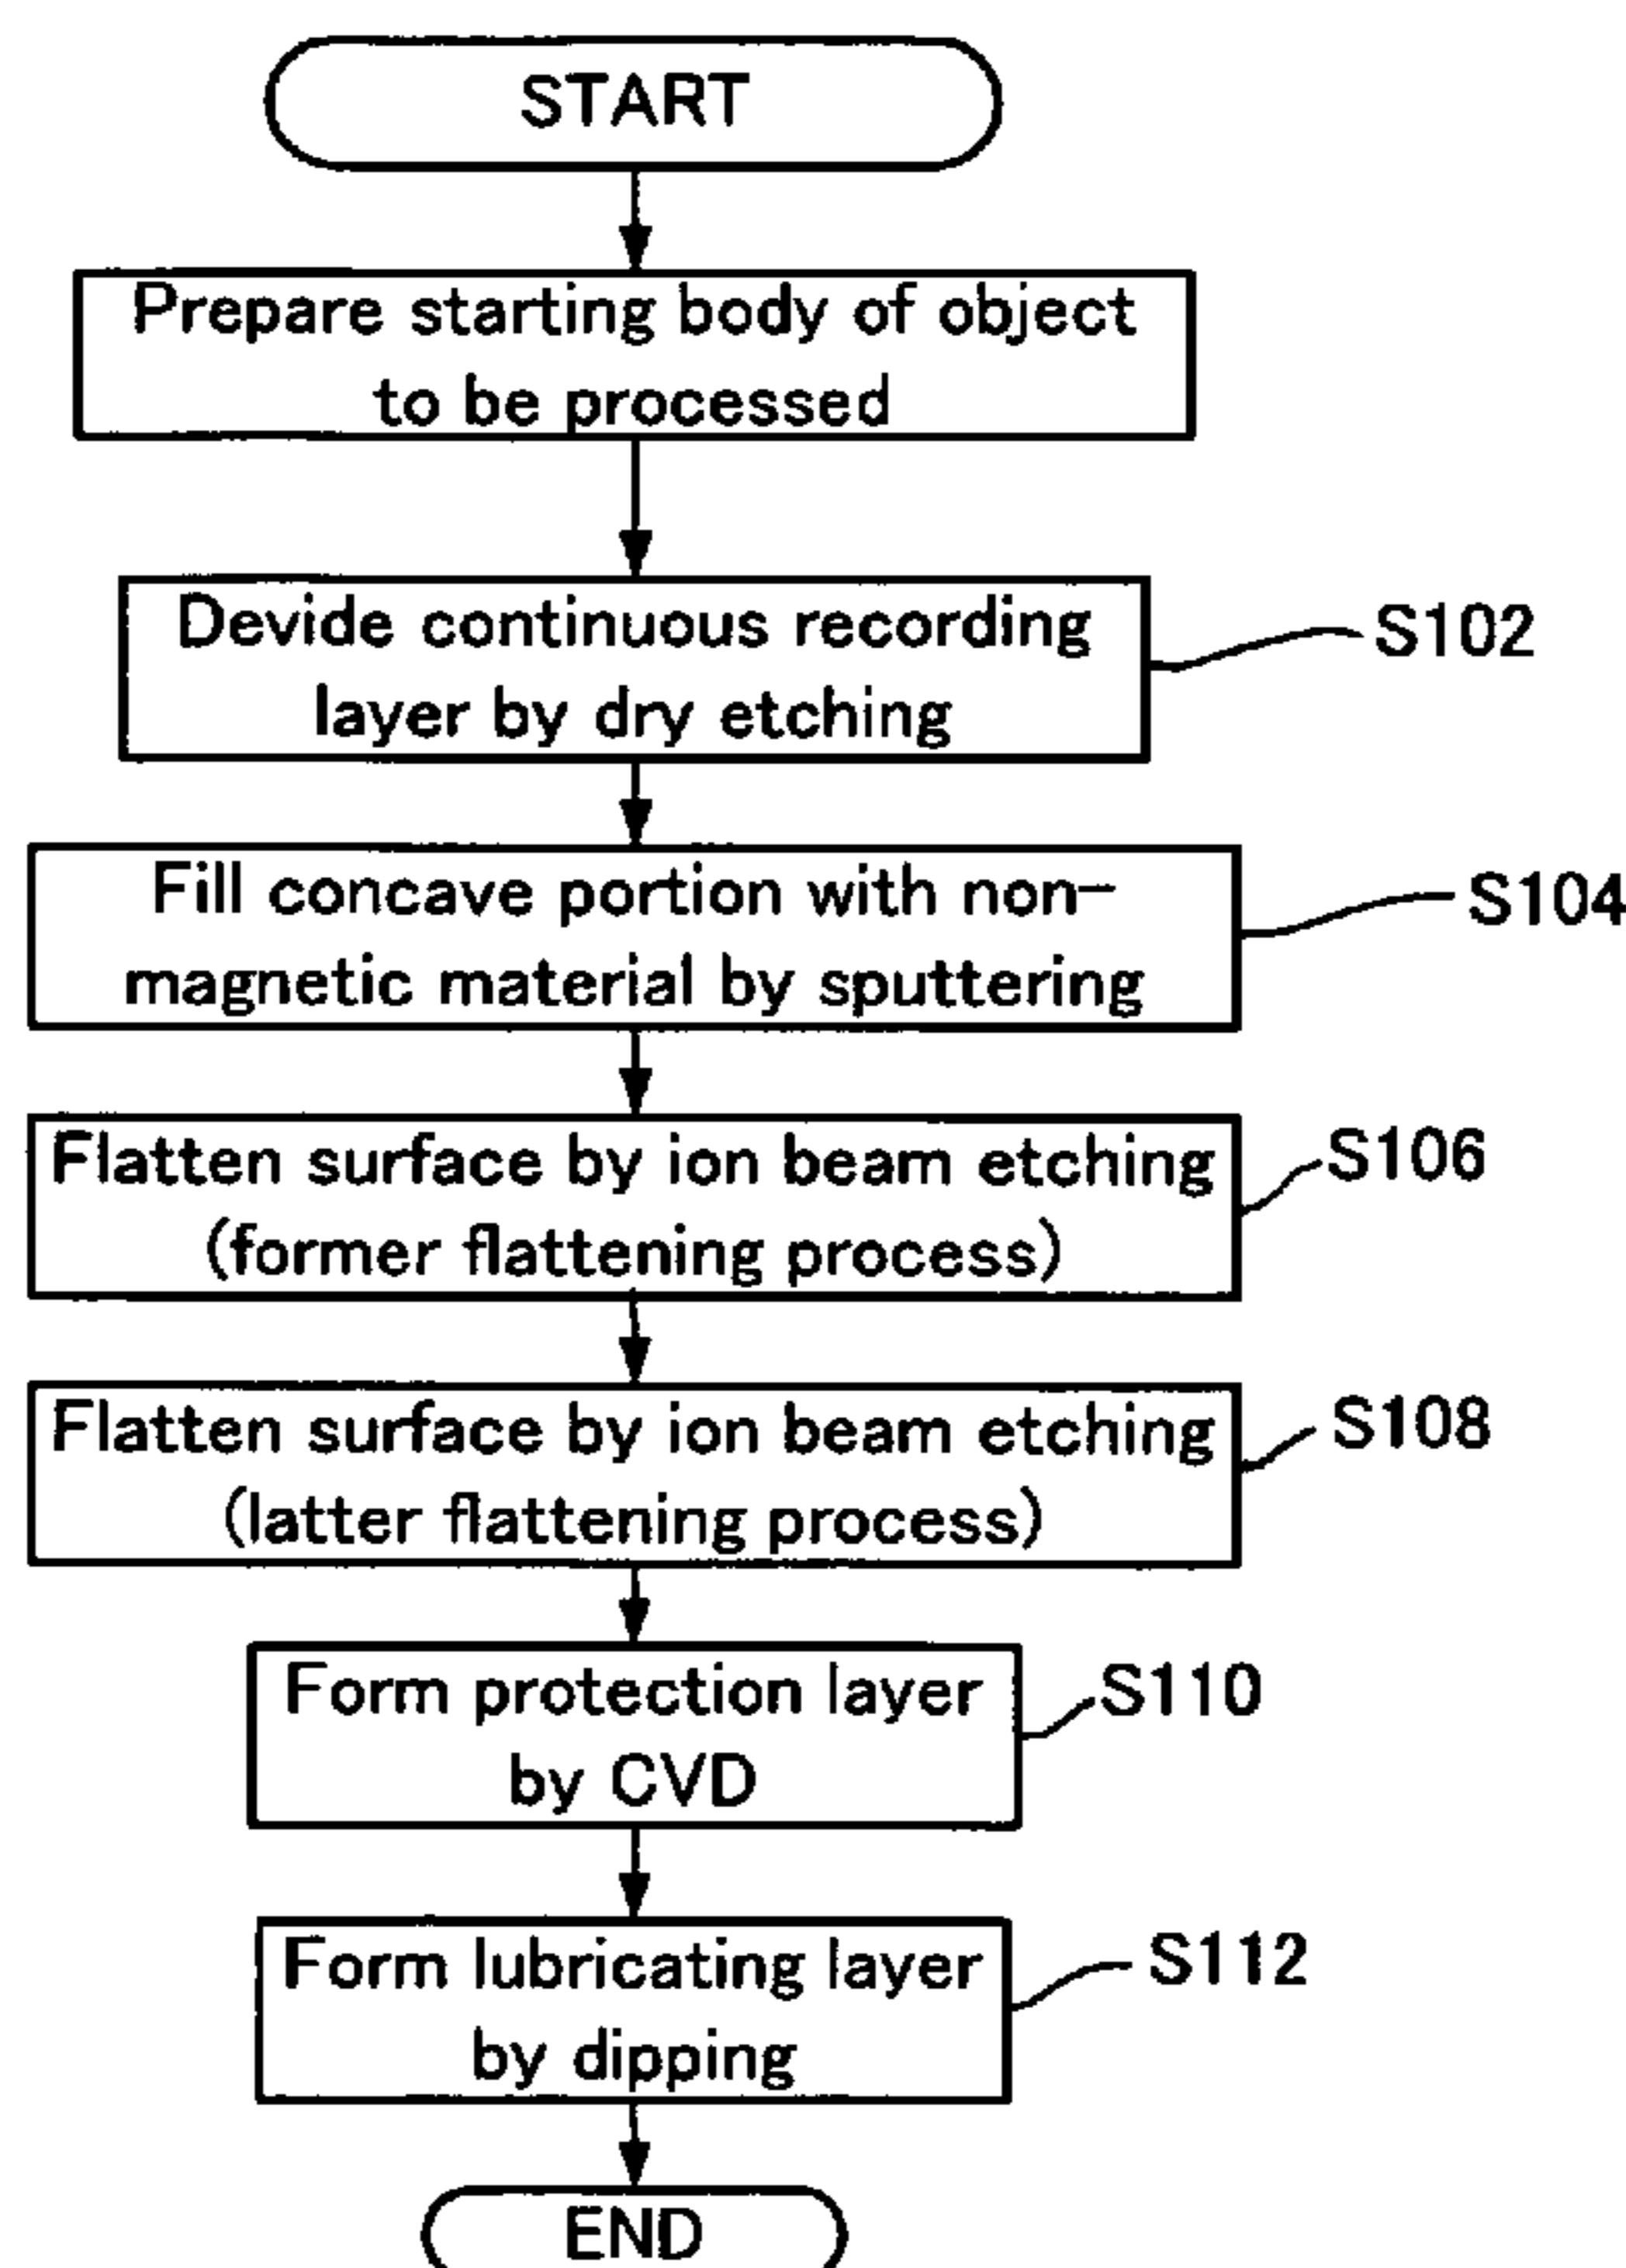 START
Prepare starting body of object
to be processed
Devide continuous recording
layer by dry etching
S102
Fill concave portion with non-
magnetic material by sputtering
S104
Flatten surface by ion beam etching
(former flattening process)
S106
Flatten surface by ion beam etching
(latter flattening process)
S108
Form protection layer
by CVD
S110
Form lubricating layer
by dipping
S112
END